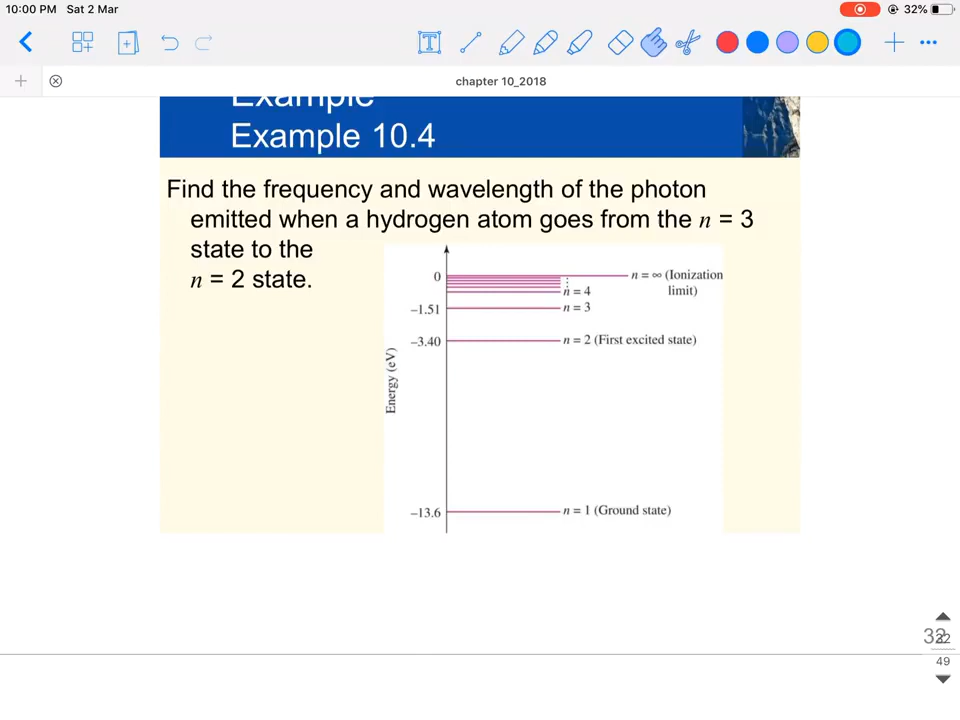 10:00 PM Sat 2 Mar
32%
chapter 10_2018
Example
Example 10.4
Find the frequency and wavelength of the photon
emitted when a hydrogen atom goes from the n = 3
state to the
n = 2 state.
0
n = ∞ (Ionization
limit)
n = 4
−1.51
n = 3
−3.40
n = 2 (First excited state)
Energy (eV)
−13.6
n = 1 (Ground state)
32
49